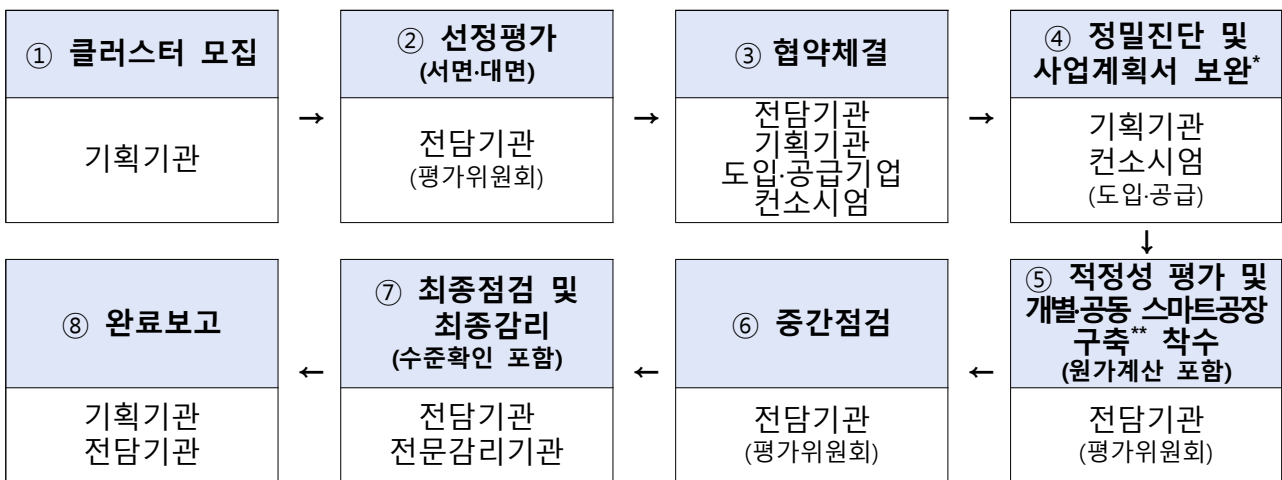 ① 클러스터 모집
기획기관
→
② 선정평가
(서면·대면)
전담기관
(평가위원회)
→
③ 협약체결
전담기관
기획기관
도입·공급기업
컨소시엄
→
④ 정밀진단 및
사업계획서 보완*
기획기관
컨소시엄
(도입·공급)
↓
⑤ 적정성 평가 및
개별·공동 스마트공장
구축** 착수
(원가계산 포함)
전담기관
(평가위원회)
←
⑥ 중간점검
전담기관
(평가위원회)
←
⑦ 최종점검 및
최종감리
(수준확인 포함)
전담기관
전문감리기관
←
⑧ 완료보고
기획기관
전담기관